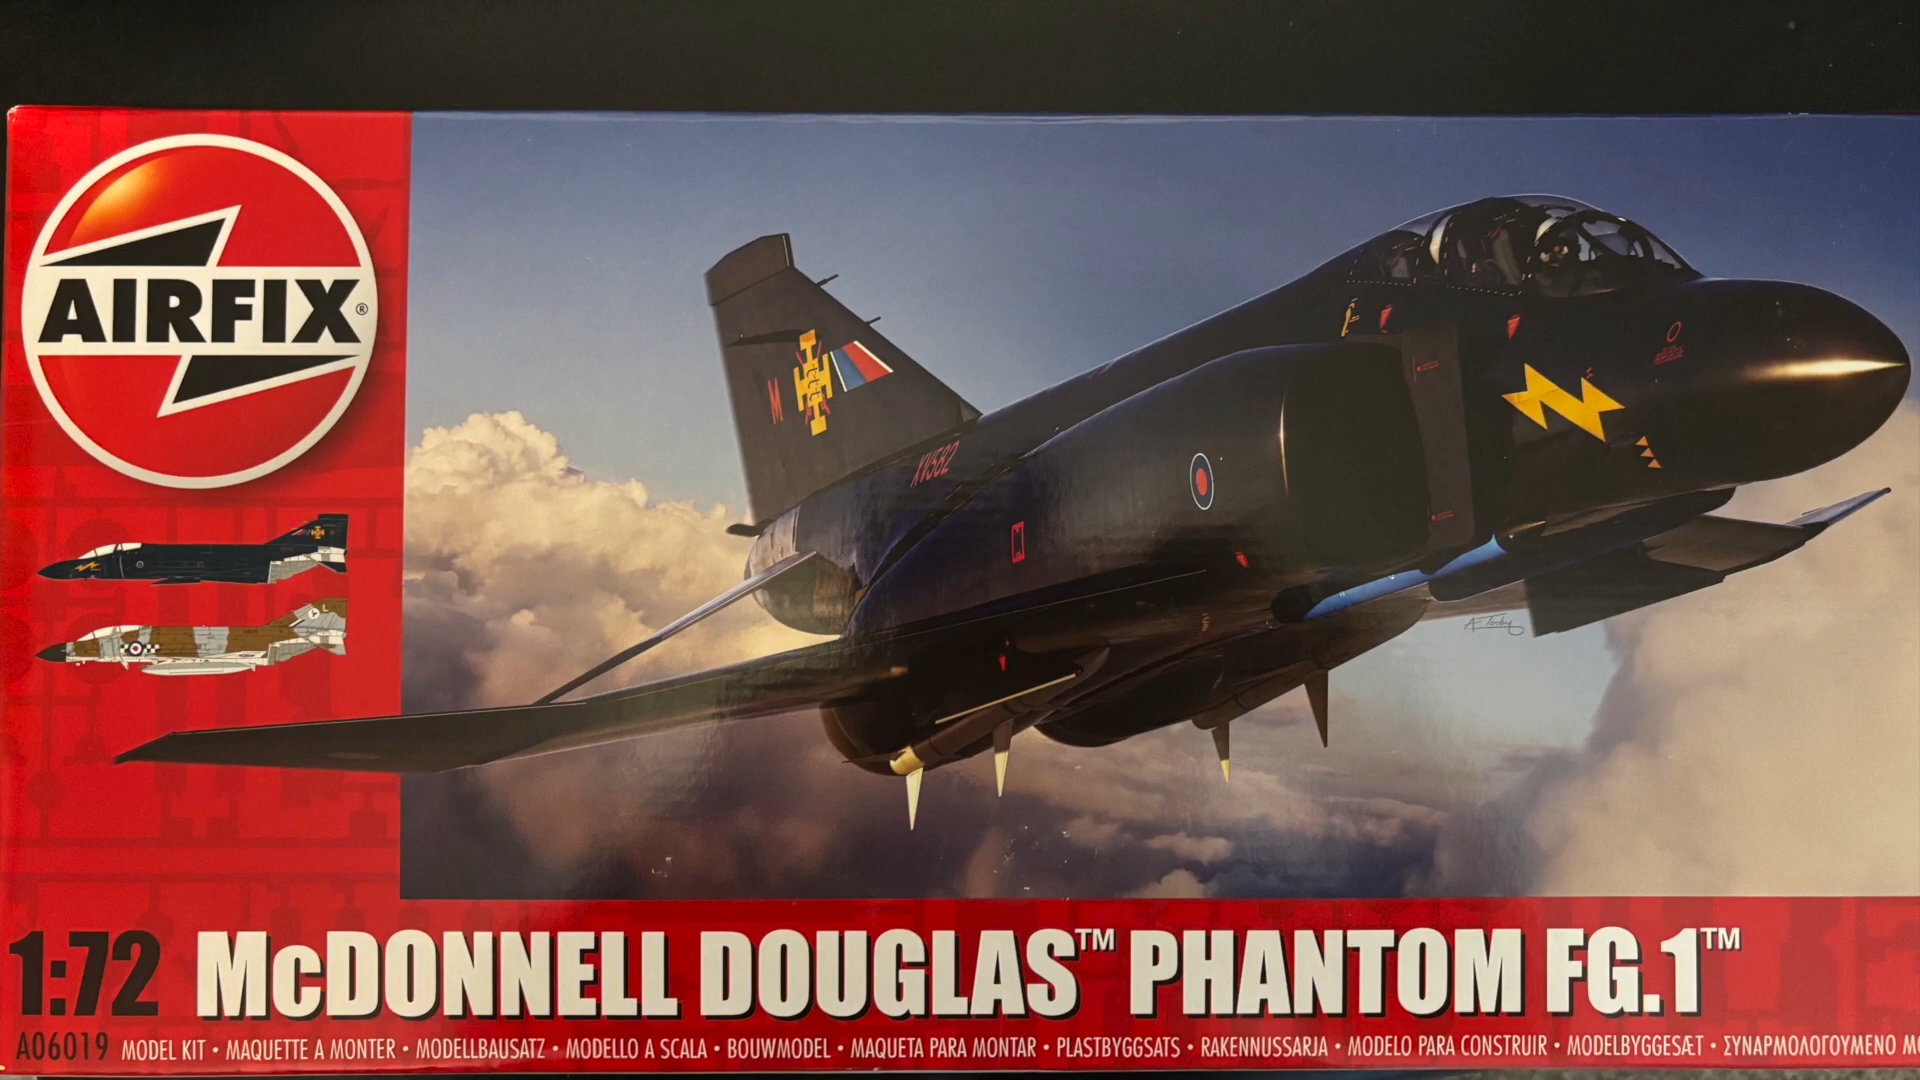 AIRFIX®
M
XV582
A Tooby
1:72 McDONNELL DOUGLAS™ PHANTOM FG.1™
A06019 MODEL KIT • MAQUETTE A MONTER • MODELLBAUSATZ • MODELLO A SCALA • BOUWMODEL • MAQUETA PARA MONTAR • PLASTBYGGSATS • RAKENNUSSARJA • MODELO PARA CONSTRUIR • MODELBYGGESÆT • ΣΥΝΑΡΜΟΛΟΓΟΥΜΕΝΟ